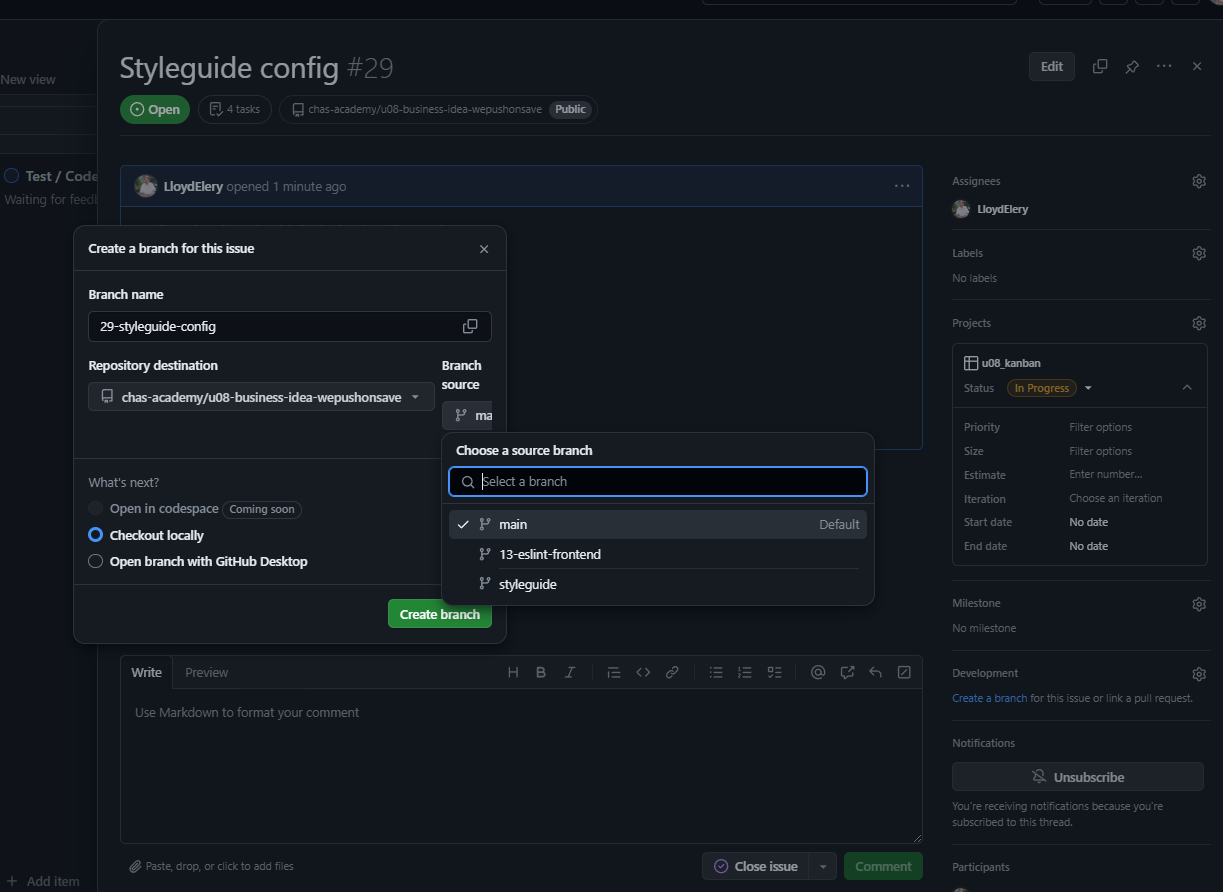 New view
Styleguide config #29
Edit
Open
4 tasks
chas-academy/u08-business-idea-wepushonsave
Public
Test / Code
Waiting for feedb
LloydElery opened 1 minute ago
Create a branch for this issue
Branch name
29-styleguide-config
Repository destination
chas-academy/u08-business-idea-wepushonsave
Branch
source
ma
Choose a source branch
Select a branch
main
Default
13-eslint-frontend
styleguide
What's next?
Open in codespace
Coming soon
Checkout locally
Open branch with GitHub Desktop
Create branch
Write
Preview
Use Markdown to format your comment
Paste, drop, or click to add files
Close issue
Comment
Add item
Assignees
LloydElery
Labels
No labels
Projects
u08_kanban
Status
In Progress
Priority
Filter options
Size
Filter options
Estimate
Enter number...
Iteration
Choose an iteration
Start date
No date
End date
No date
Milestone
No milestone
Development
Create a branch for this issue or link a pull request.
Notifications
Unsubscribe
You're receiving notifications because you're
subscribed to this thread.
Participants